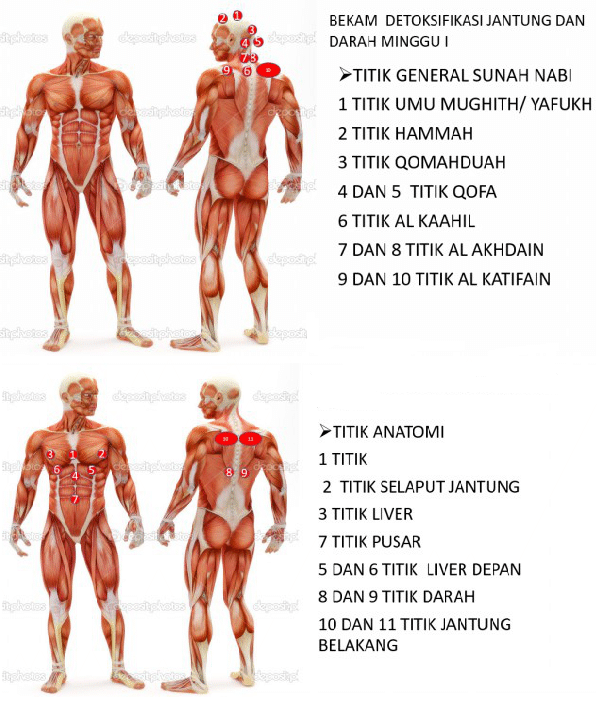 BEKAM DETOKSIFIKASI JANTUNG DAN
DARAH MINGGU I
➢TITIK GENERAL SUNAH NABI
1 TITIK UMU MUGHITH/ YAFUKH
2 TITIK HAMMAH
3 TITIK QOMAHDUAH
4 DAN 5 TITIK QOFA
6 TITIK AL KAAHIL
7 DAN 8 TITIK AL AKHDAIN
9 DAN 10 TITIK AL KATIFAIN
2 1
3
4 5
7 8
9 6 10
depositphotos
➢TITIK ANATOMI
1 TITIK
2 TITIK SELAPUT JANTUNG
3 TITIK LIVER
7 TITIK PUSAR
5 DAN 6 TITIK LIVER DEPAN
8 DAN 9 TITIK DARAH
10 DAN 11 TITIK JANTUNG
BELAKANG
3 1 2
6 4 5
7
10 11
8 9
depositphotos